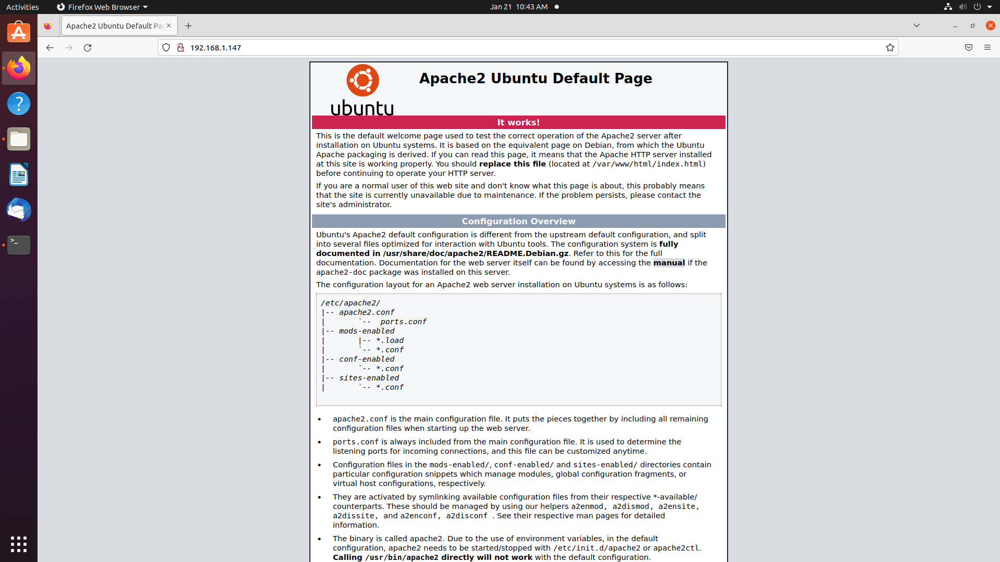 Activities
Firefox Web Browser
Jan 21 10:43 AM
Apache2 Ubuntu Default Pag
192.168.1.147
ubuntu
Apache2 Ubuntu Default Page
It works!
This is the default welcome page used to test the correct operation of the Apache2 server after
installation on Ubuntu systems. It is based on the equivalent page on Debian, from which the Ubuntu
Apache packaging is derived. If you can read this page, it means that the Apache HTTP server installed
at this site is working properly. You should replace this file (located at /var/www/html/index.html)
before continuing to operate your HTTP server.
If you are a normal user of this web site and don't know what this page is about, this probably means
that the site is currently unavailable due to maintenance. If the problem persists, please contact the
site's administrator.
Configuration Overview
Ubuntu's Apache2 default configuration is different from the upstream default configuration, and split
into several files optimized for interaction with Ubuntu tools. The configuration system is fully
documented in /usr/share/doc/apache2/README.Debian.gz. Refer to this for the full
documentation. Documentation for the web server itself can be found by accessing the manual if the
apache2-doc package was installed on this server.
The configuration layout for an Apache2 web server installation on Ubuntu systems is as follows:
/etc/apache2/
|-- apache2.conf
|       `--  ports.conf
|-- mods-enabled
|       |-- *.load
|       `-- *.conf
|-- conf-enabled
|       `-- *.conf
|-- sites-enabled
|       `-- *.conf
• apache2.conf is the main configuration file. It puts the pieces together by including all remaining
configuration files when starting up the web server.
• ports.conf is always included from the main configuration file. It is used to determine the
listening ports for incoming connections, and this file can be customized anytime.
• Configuration files in the mods-enabled/, conf-enabled/ and sites-enabled/ directories contain
particular configuration snippets which manage modules, global configuration fragments, or
virtual host configurations, respectively.
• They are activated by symlinking available configuration files from their respective *-available/
counterparts. These should be managed by using our helpers a2enmod, a2dismod, a2ensite,
a2dissite, and a2enconf, a2disconf . See their respective man pages for detailed
information.
• The binary is called apache2. Due to the use of environment variables, in the default
configuration, apache2 needs to be started/stopped with /etc/init.d/apache2 or apache2ctl.
Calling /usr/bin/apache2 directly will not work with the default configuration.